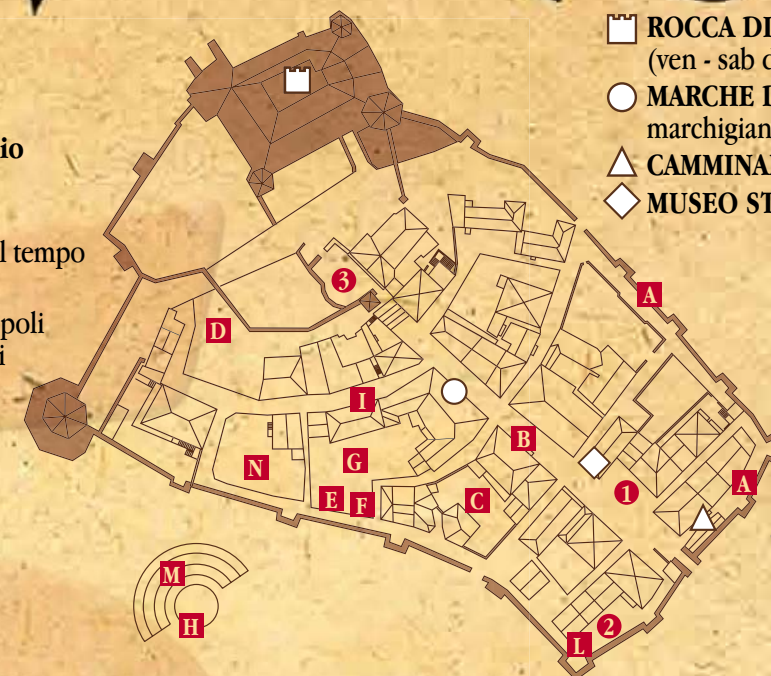 ROCCA DI
(ven - sab d
MARCHE
marchigian
CAMMINA
MUSEO ST
io
l tempo
poli
i
3
A
D
I
B
N
G
E
F
C
1
A
M
H
L
2